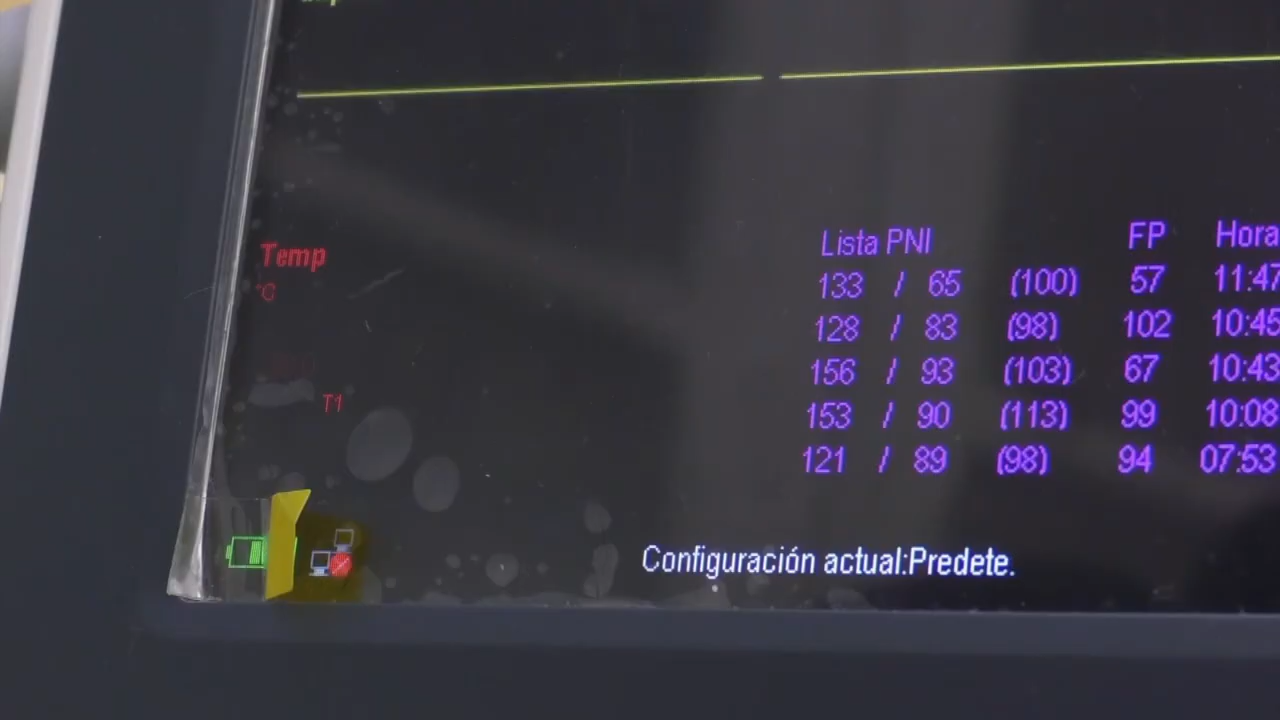 Lista PNI FP Hora
Temp
133 / 65 (100) 57 11:47
°C
128 / 83 (98) 102 10:45
156 / 93 (103) 67 10:43
T1
153 / 90 (113) 99 10:08
121 / 89 (98) 94 07:53
Configuración actual:Predete.